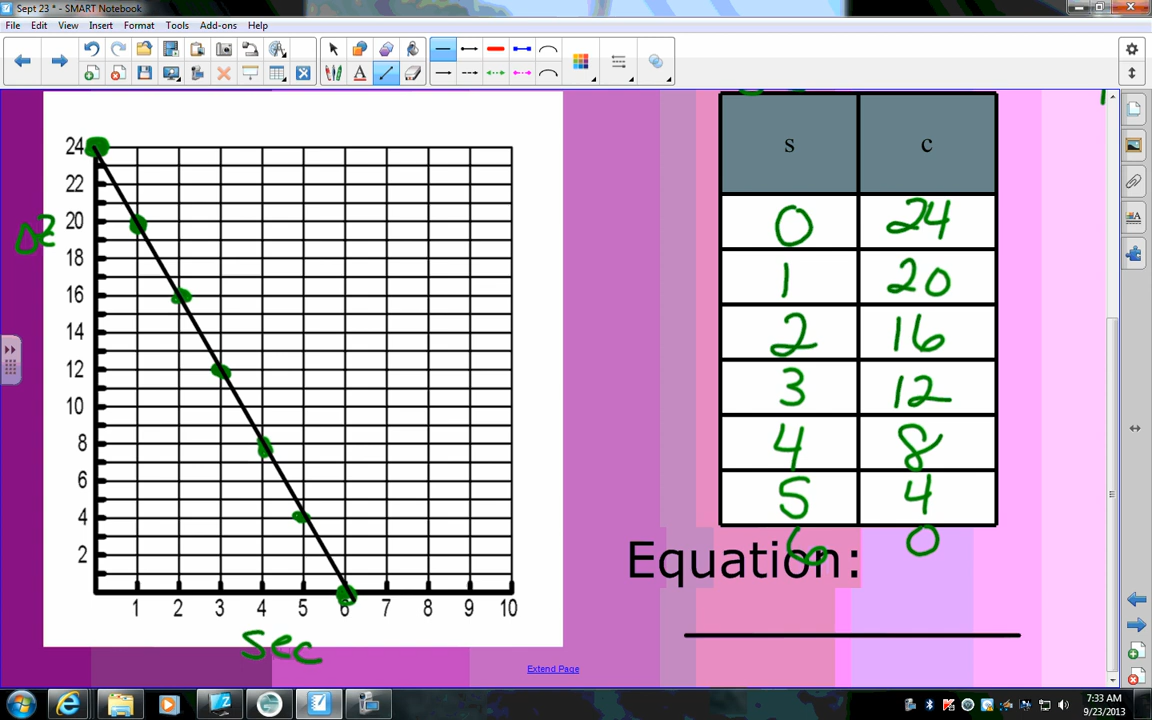 Sept 23 * - SMART Notebook
File Edit View Insert Format Tools Add-ons Help
s c
24
22
20
18
16
14
12
10
8
6
4
2
1 2 3 4 5 6 7 8 9 10
sec
0 24
1 20
2 16
3 12
4 8
5 4
6 0
Equation:
Extend Page
7:33 AM
9/23/2013